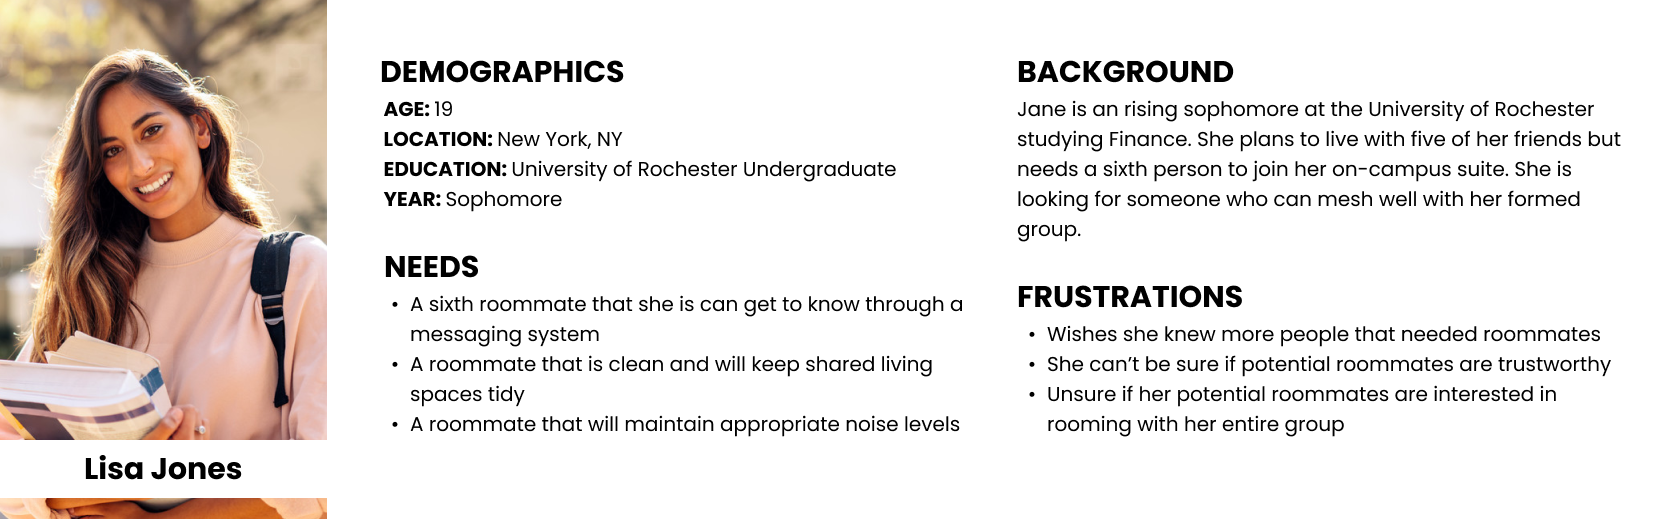 DEMOGRAPHICS
AGE: 19
LOCATION: New York, NY
EDUCATION: University of Rochester Undergraduate
YEAR: Sophomore
NEEDS
• A sixth roommate that she is can get to know through a
messaging system
• A roommate that is clean and will keep shared living
spaces tidy
• A roommate that will maintain appropriate noise levels
BACKGROUND
Jane is an rising sophomore at the University of Rochester
studying Finance. She plans to live with five of her friends but
needs a sixth person to join her on-campus suite. She is
looking for someone who can mesh well with her formed
group.
FRUSTRATIONS
• Wishes she knew more people that needed roommates
• She can’t be sure if potential roommates are trustworthy
• Unsure if her potential roommates are interested in
rooming with her entire group
Lisa Jones